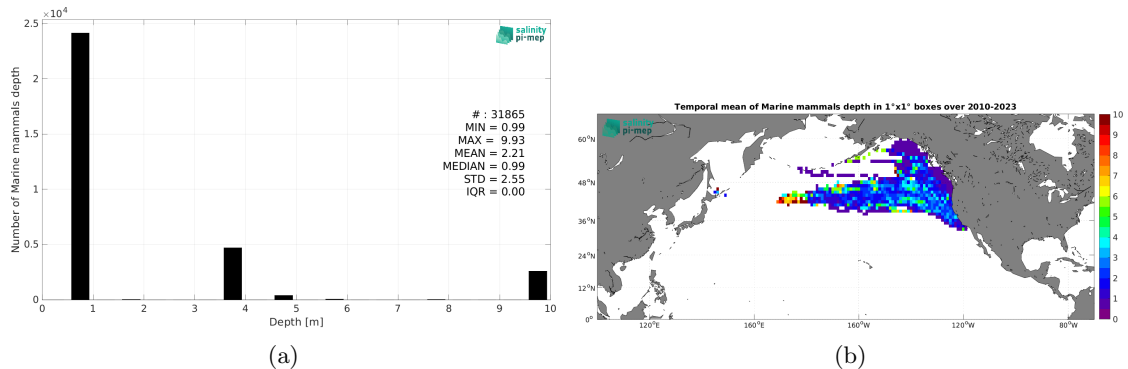 ×10⁴
2.5
2
1.5
1
0.5
0
Number of Marine mammals depth
salinity
pi-mep
# : 31865
MIN = 0.99
MAX = 9.93
MEAN = 2.21
MEDIAN = 0.99
STD = 2.55
IQR = 0.00
0 1 2 3 4 5 6 7 8 9 10
Depth [m]
(a)
Temporal mean of Marine mammals depth in 1°x1° boxes over 2010-2023
salinity
pi-mep
60°N
48°N
36°N
24°N
12°N
0°
120°E 160°E 160°W 120°W 80°W
10
9
8
7
6
5
4
3
2
1
0
(b)